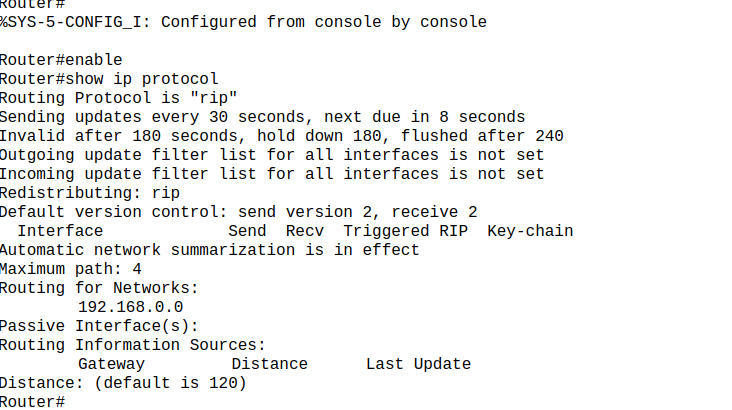 Router#
%SYS-5-CONFIG_I: Configured from console by console
Router#enable
Router#show ip protocol
Routing Protocol is "rip"
Sending updates every 30 seconds, next due in 8 seconds
Invalid after 180 seconds, hold down 180, flushed after 240
Outgoing update filter list for all interfaces is not set
Incoming update filter list for all interfaces is not set
Redistributing: rip
Default version control: send version 2, receive 2
  Interface             Send  Recv  Triggered RIP  Key-chain
Automatic network summarization is in effect
Maximum path: 4
Routing for Networks:
        192.168.0.0
Passive Interface(s):
Routing Information Sources:
        Gateway         Distance      Last Update
Distance: (default is 120)
Router#